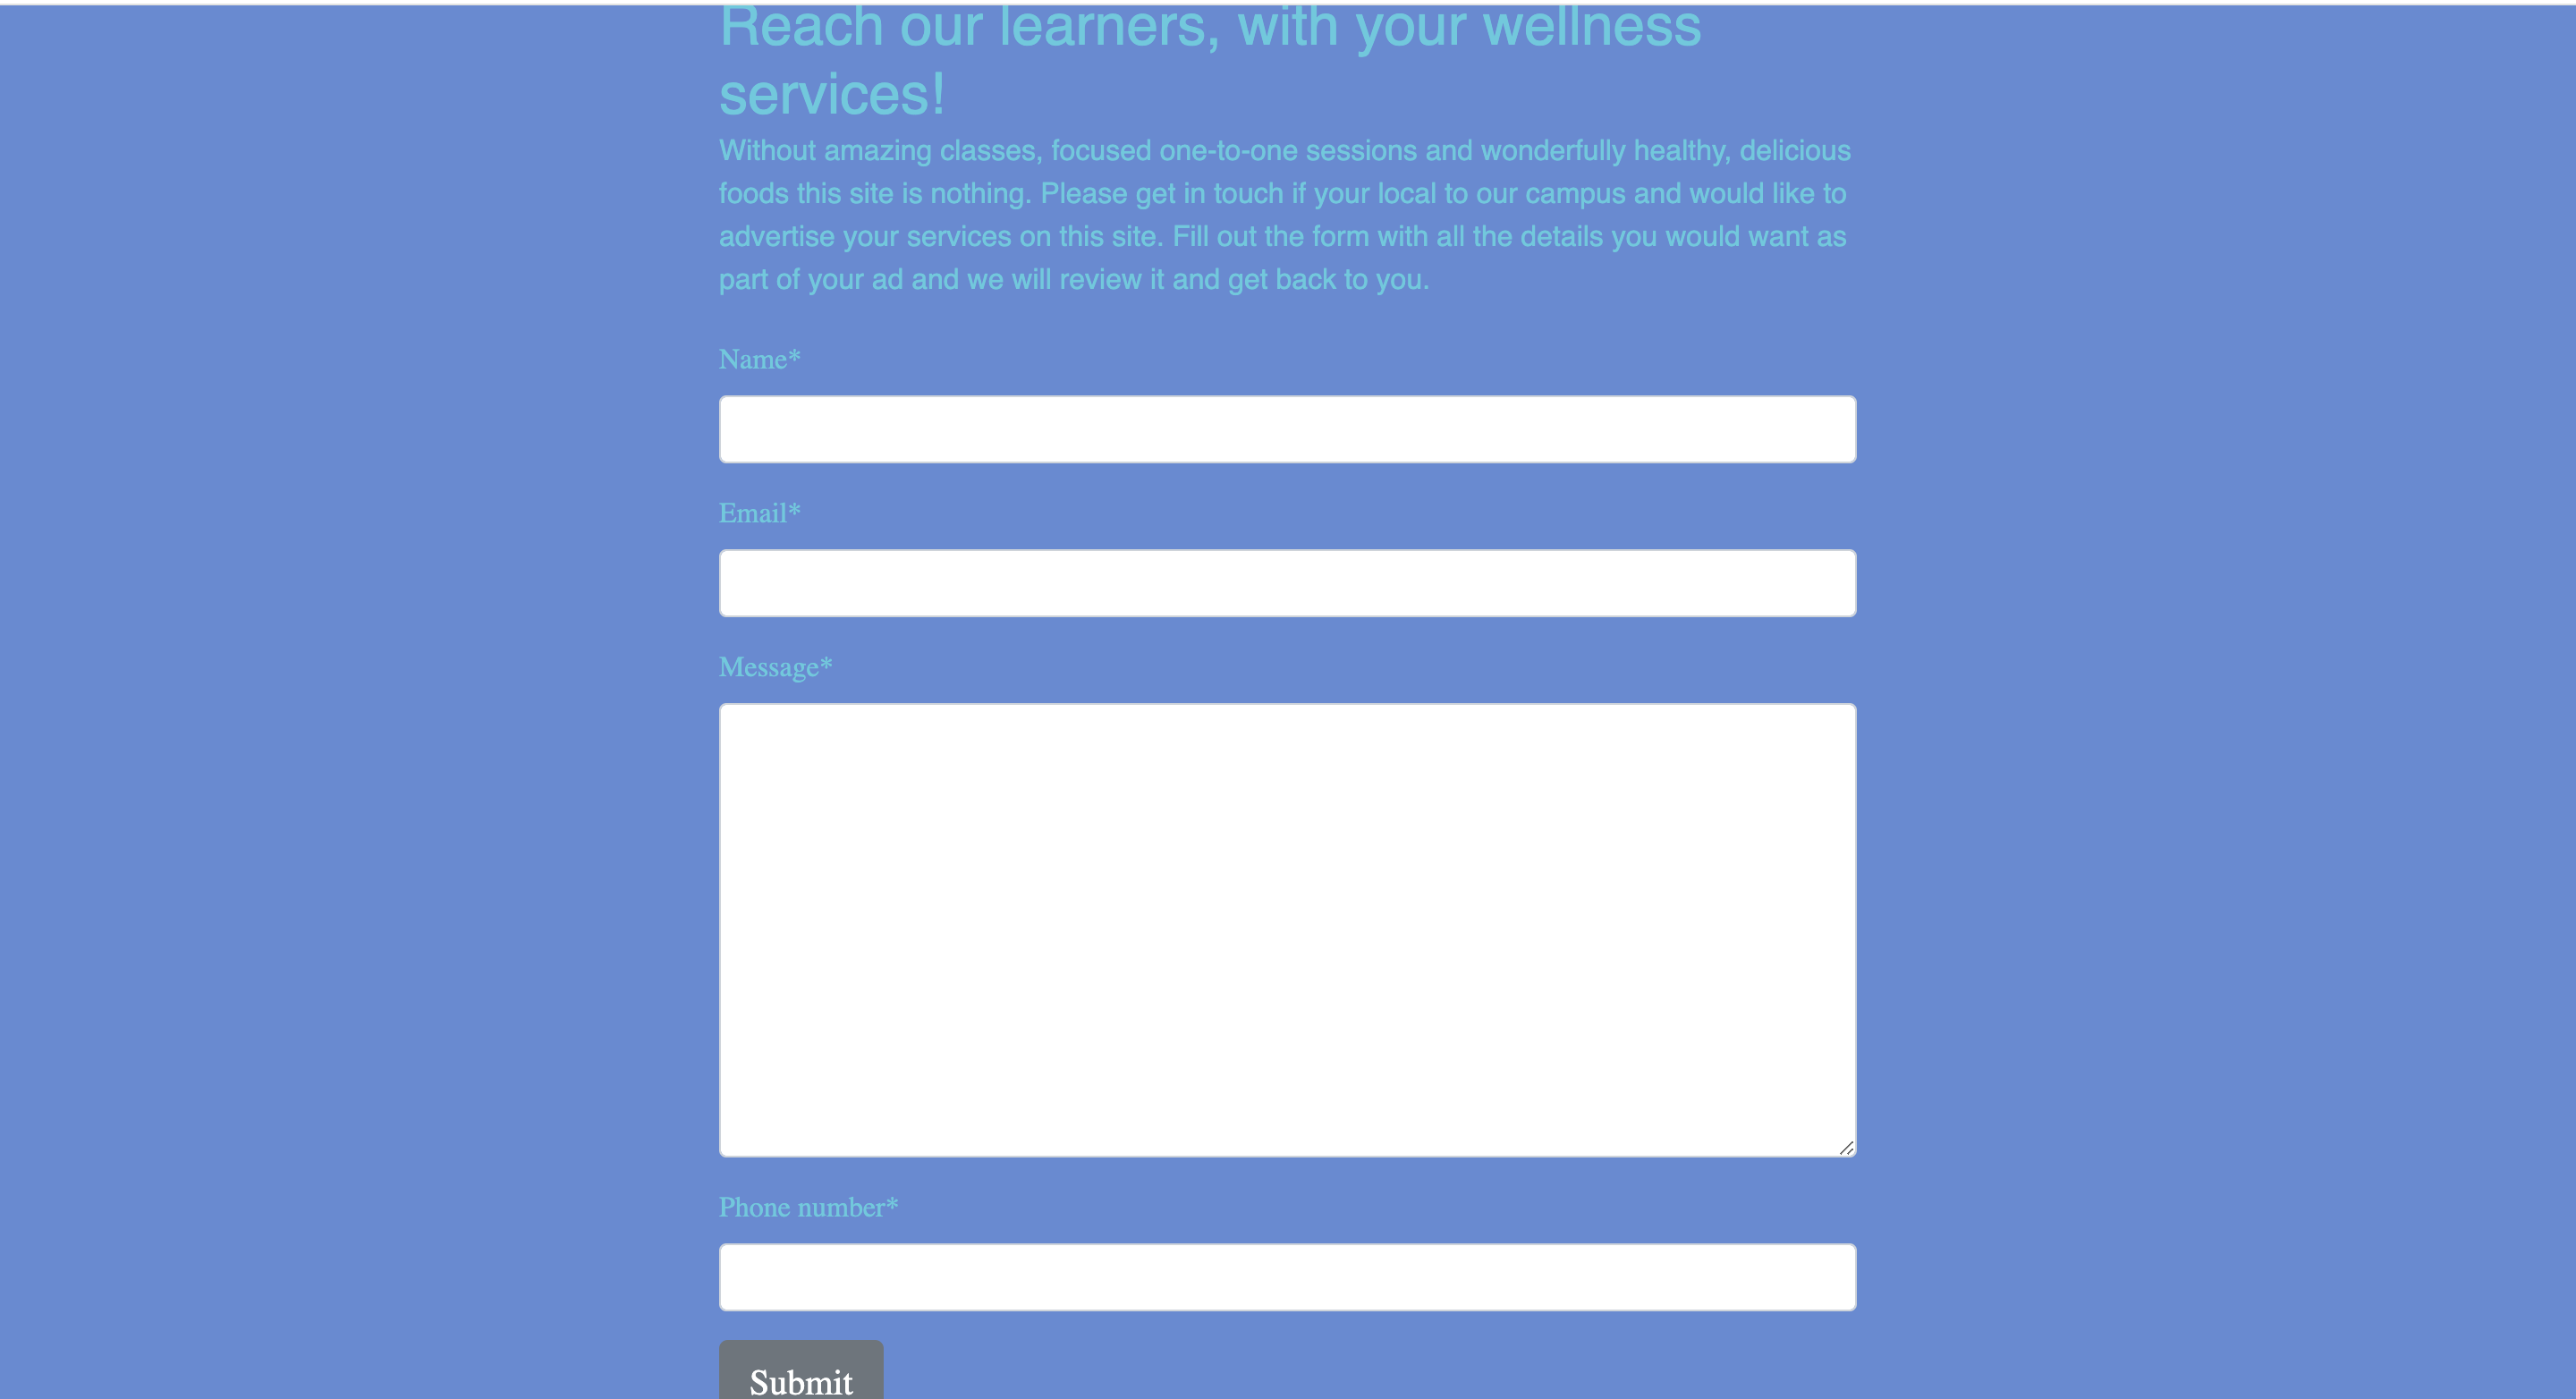 Reach our learners, with your wellness
services!
Without amazing classes, focused one-to-one sessions and wonderfully healthy, delicious
foods this site is nothing. Please get in touch if your local to our campus and would like to
advertise your services on this site. Fill out the form with all the details you would want as
part of your ad and we will review it and get back to you.
Name*
Email*
Message*
Phone number*
Submit